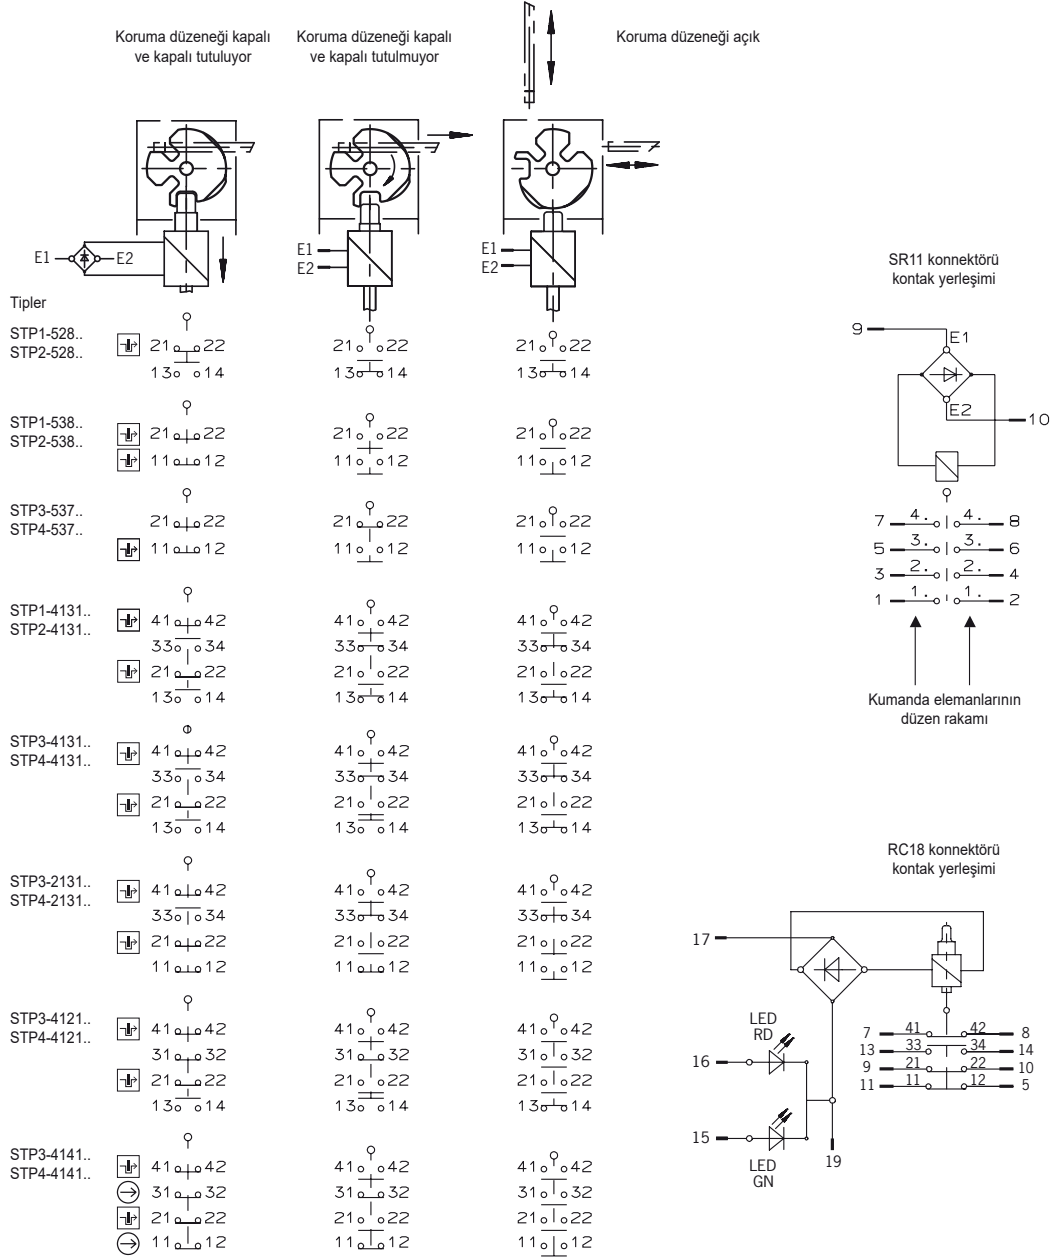 Koruma düzeneği kapalı
ve kapalı tutuluyor
Koruma düzeneği kapalı
ve kapalı tutulmuyor
Koruma düzeneği açık
E1 E2
E1
E2
E1
E2
Tipler
STP1-528..
STP2-528..
21 22 21 22 21 22
13 14 13 14 13 14
STP1-538..
STP2-538..
21 22 21 22 21 22
11 12 11 12 11 12
STP3-537..
STP4-537..
21 22 21 22 21 22
11 12 11 12 11 12
STP1-4131..
STP2-4131..
41 42 41 42 41 42
33 34 33 34 33 34
21 22 21 22 21 22
13 14 13 14 13 14
STP3-4131..
STP4-4131..
41 42 41 42 41 42
33 34 33 34 33 34
21 22 21 22 21 22
13 14 13 14 13 14
STP3-2131..
STP4-2131..
41 42 41 42 41 42
33 34 33 34 33 34
21 22 21 22 21 22
11 12 11 12 11 12
STP3-4121..
STP4-4121..
41 42 41 42 41 42
31 32 31 32 31 32
21 22 21 22 21 22
13 14 13 14 13 14
STP3-4141..
STP4-4141..
41 42 41 42 41 42
31 32 31 32 31 32
21 22 21 22 21 22
11 12 11 12 11 12
SR11 konnektörü
kontak yerleşimi
9 E1
E2 10
7 4. 4. 8
5 3. 3. 6
3 2. 2. 4
1 1. 1. 2
Kumanda elemanlarının
düzen rakamı
RC18 konnektörü
kontak yerleşimi
17
LED
RD
16
15
LED
GN
19
7 41 42 8
13 33 34 14
9 21 22 10
11 11 12 5